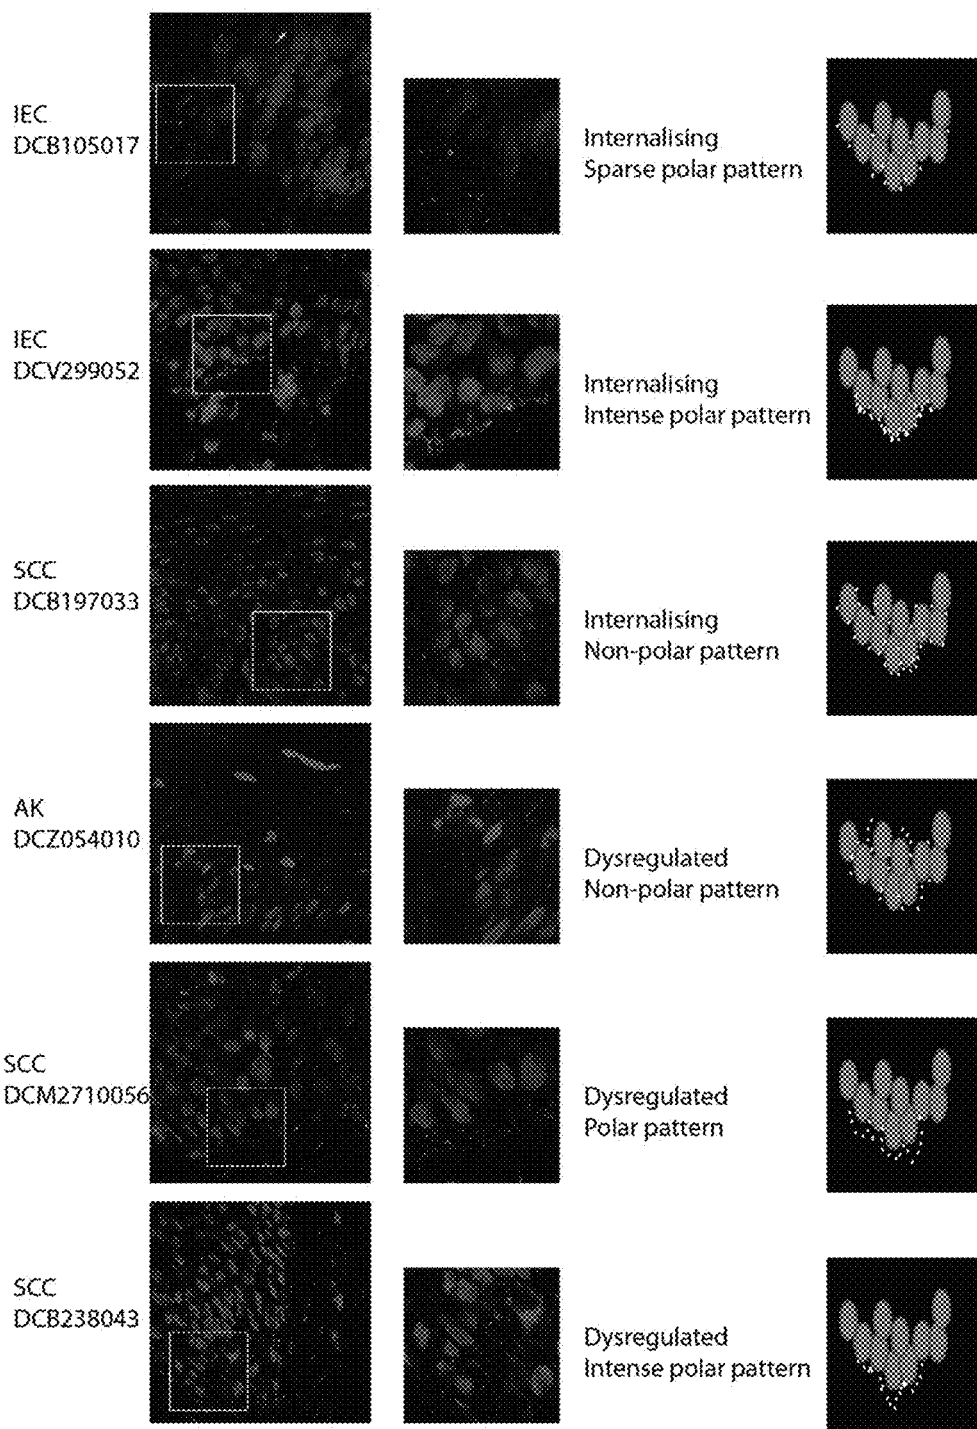 IEC
DCB105017
Internalising
Sparse polar pattern
IEC
DCV299052
Internalising
Intense polar pattern
SCC
DCB197033
Internalising
Non-polar pattern
AK
DCZ054010
Dysregulated
Non-polar pattern
SCC
DCM2710056
Dysregulated
Polar pattern
SCC
DCB238043
Dysregulated
Intense polar pattern